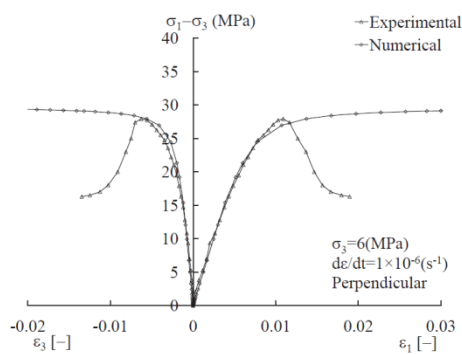 σ₁–σ₃ (MPa)
Experimental
Numerical
40
35
30
25
20
15
10
5
0
σ₃=6(MPa)
dε/dt=1×10⁻⁶(s⁻¹)
Perpendicular
-0.02 -0.01 0 0.01 0.02 0.03
ε₃ [–] ε₁ [–]